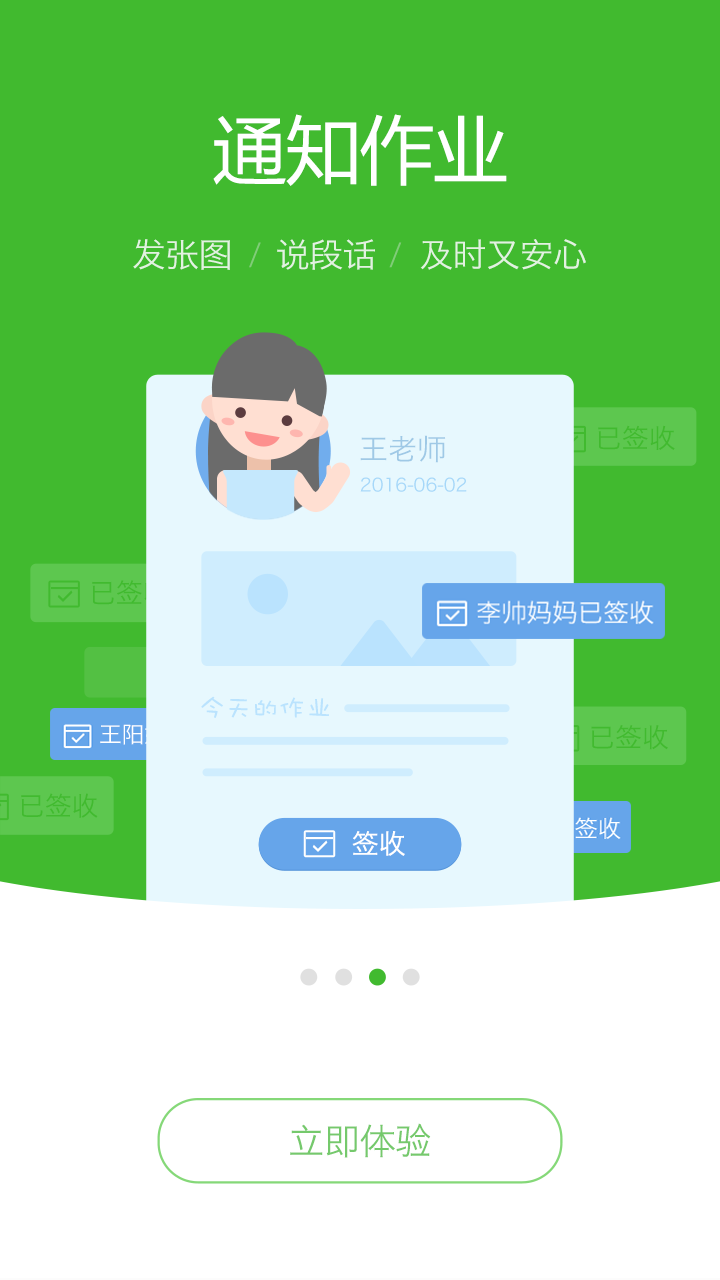 通知作业
发张图 / 说段话 / 及时又安心
已签收
王老师
2016-06-02
已签
李帅妈妈已签收
今天的作业
王阳
已签收
已签收
签收
签收
立即体验